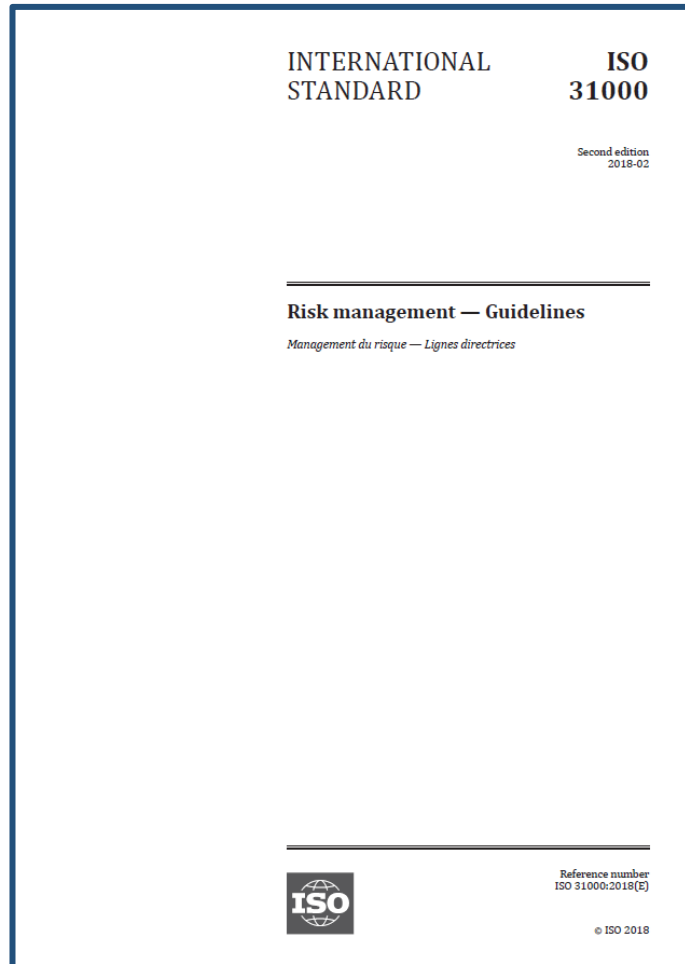 INTERNATIONAL
STANDARD
ISO
31000
Second edition
2018-02
Risk management — Guidelines
Management du risque — Lignes directrices
ISO
Reference number
ISO 31000:2018(E)
© ISO 2018